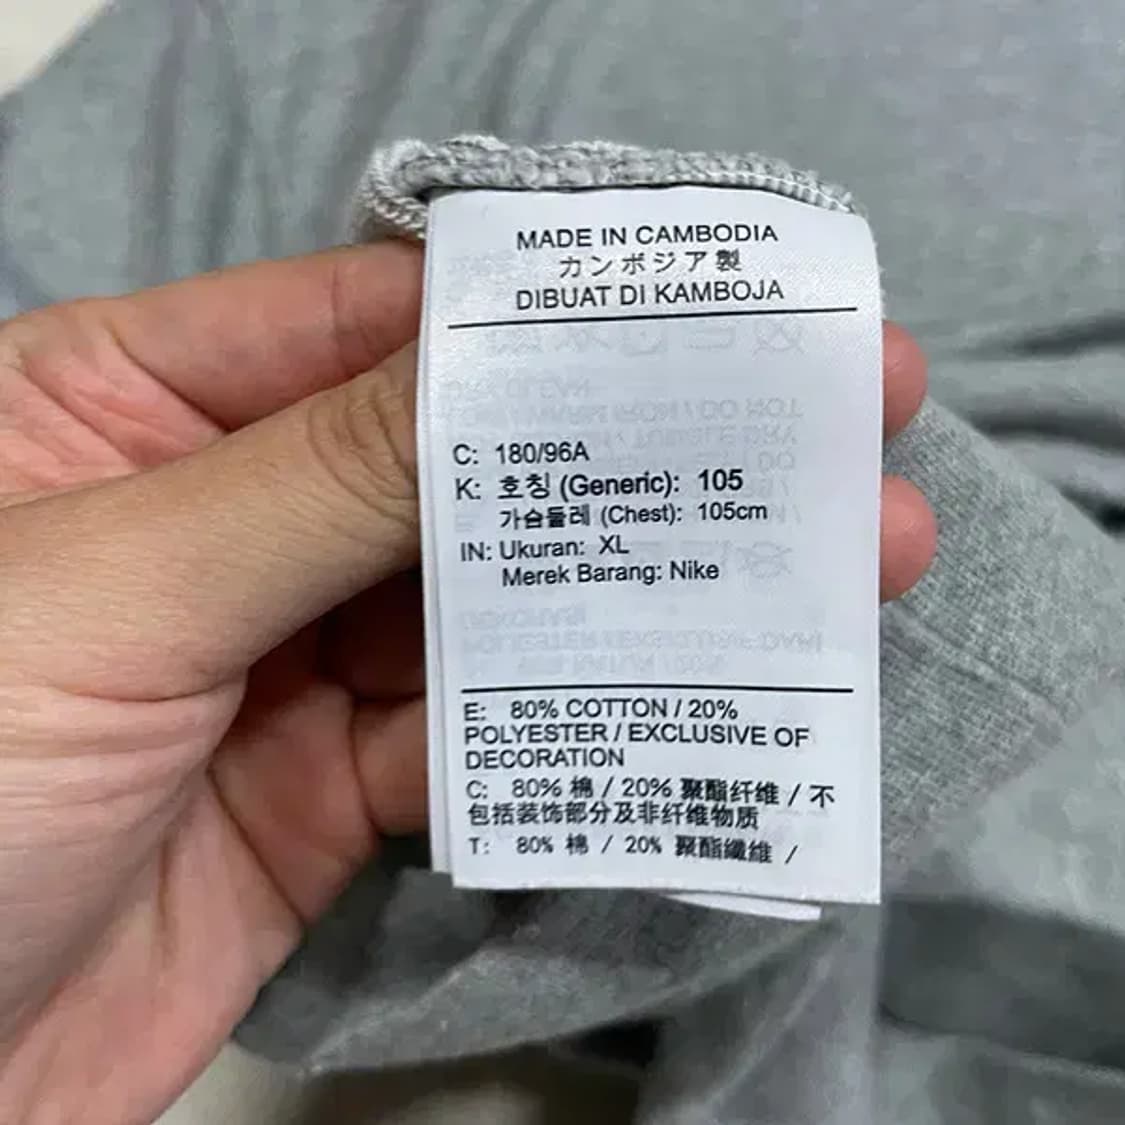 MADE IN CAMBODIA
カンボジア製
DIBUAT DI KAMBOJA
C: 180/96A
K: 호칭 (Generic): 105
가슴둘레 (Chest): 105cm
IN: Ukuran: XL
Merek Barang: Nike
E: 80% COTTON / 20%
POLYESTER / EXCLUSIVE OF
DECORATION
C: 80% 棉 / 20% 聚酯纤维 / 不
包括装饰部分及非纤维物质
T: 80% 棉 / 20% 聚酯纖維 /